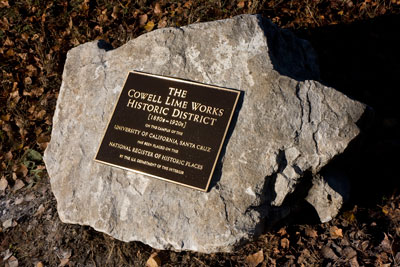 THE
COWELL LIME WORKS
HISTORIC DISTRICT
[1850s-1920s]
ON THE CAMPUS OF THE
UNIVERSITY OF CALIFORNIA, SANTA CRUZ
HAS BEEN PLACED ON THE
NATIONAL REGISTER OF HISTORIC PLACES
BY THE U.S. DEPARTMENT OF THE INTERIOR